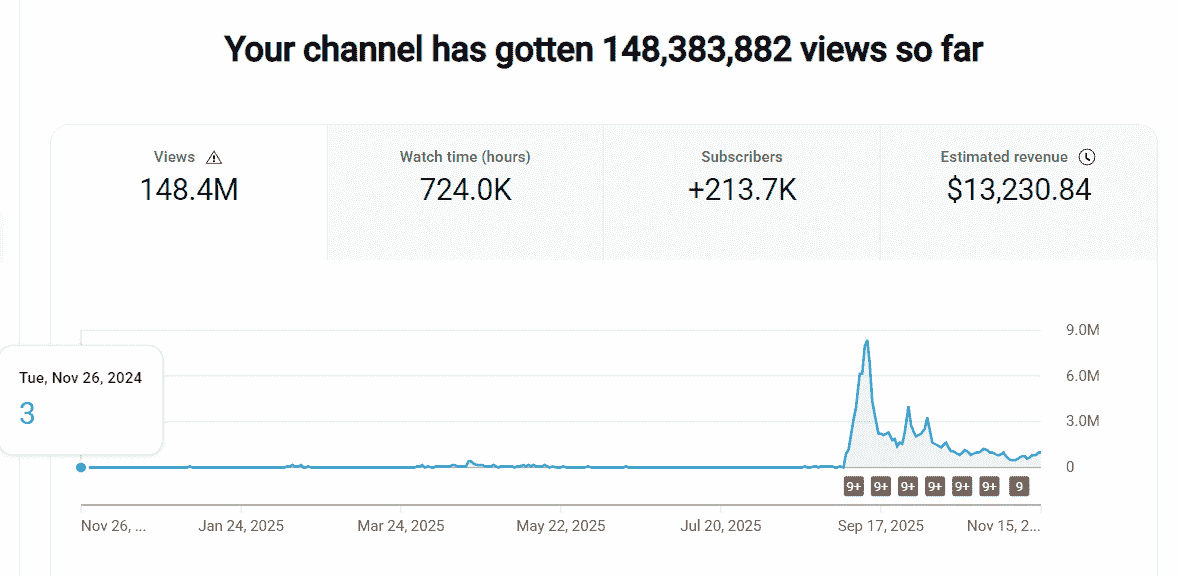 Your channel has gotten 148,383,882 views so far
Views Watch time (hours) Subscribers Estimated revenue
148.4M 724.0K +213.7K $13,230.84
9.0M
Tue, Nov 26, 2024
6.0M
3
3.0M
0
9+ 9+ 9+ 9+ 9+ 9+ 9
Nov 26, ... Jan 24, 2025 Mar 24, 2025 May 22, 2025 Jul 20, 2025 Sep 17, 2025 Nov 15, 2...